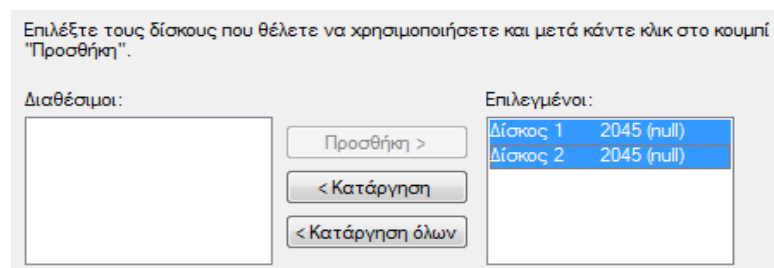 Επιλέξτε τους δίσκους που θέλετε να χρησιμοποιήσετε και μετά κάντε κλικ στο κουμπί
"Προσθήκη".
Διαθέσιμοι:
Επιλεγμένοι:
Προσθήκη >
< Κατάργηση
< Κατάργηση όλων
Δίσκος 1 2045 (null)
Δίσκος 2 2045 (null)